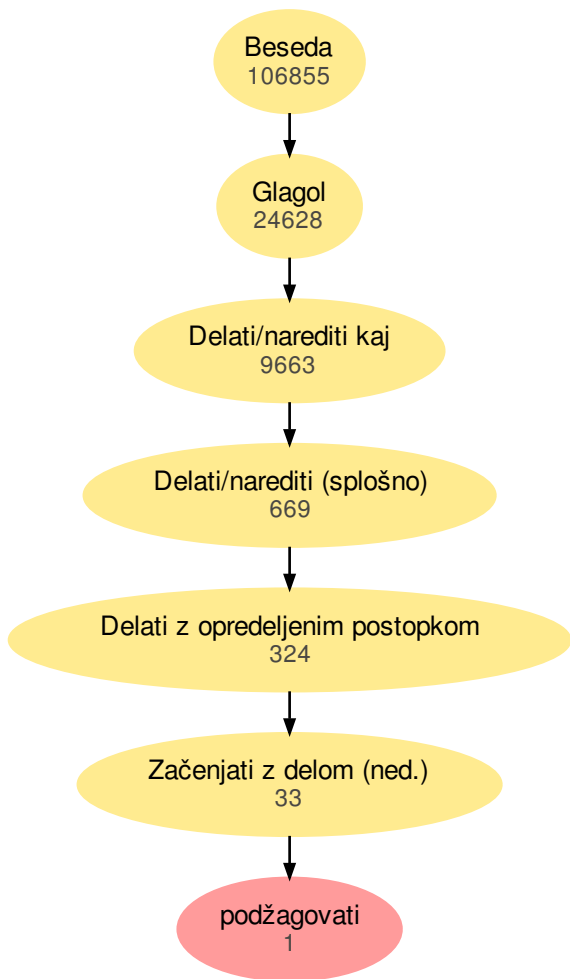 Beseda
106855
Glagol
24628
Delati/narediti kaj
9663
Delati/narediti (splošno)
669
Delati z opredeljenim postopkom
324
Začenjati z delom (ned.)
33
podžagovati
1